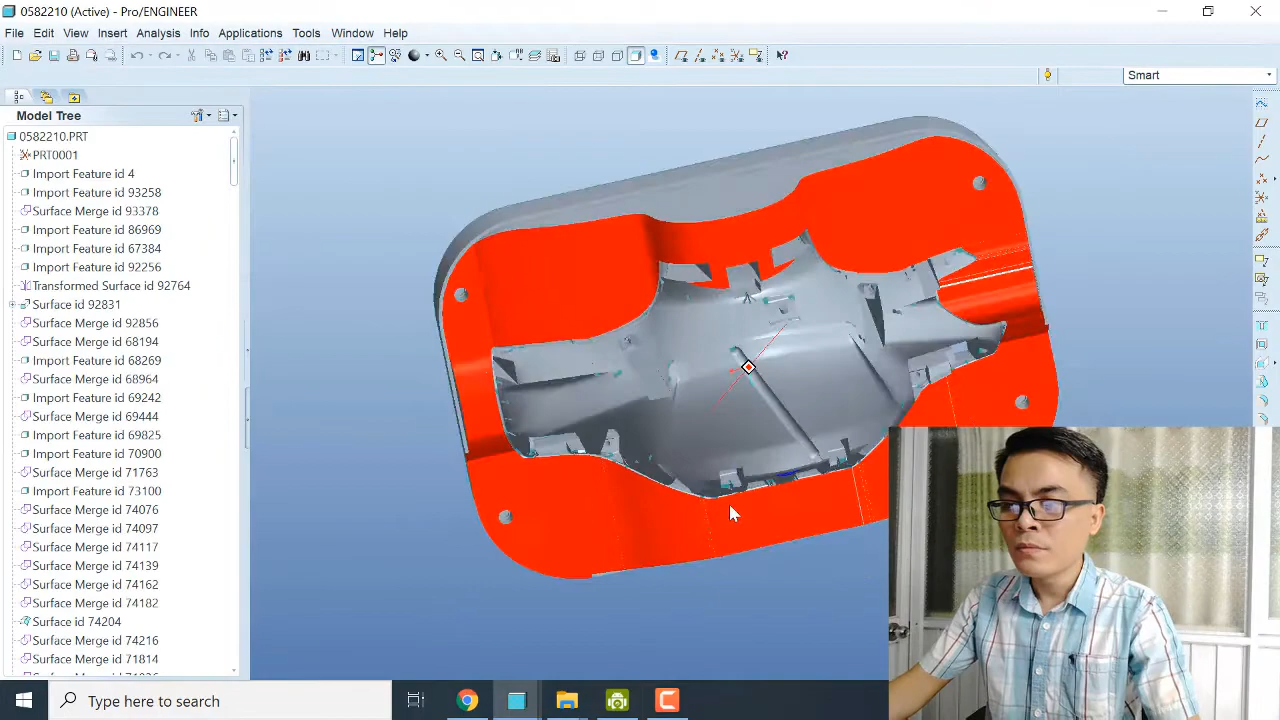 0582210 (Active) - Pro/ENGINEER
File Edit View Insert Analysis Info Applications Tools Window Help
Smart
Model Tree
0582210.PRT
PRT0001
Import Feature id 4
Import Feature id 93258
Surface Merge id 93378
Import Feature id 86969
Import Feature id 67384
Import Feature id 92256
Transformed Surface id 92764
Surface id 92831
Surface Merge id 92856
Surface Merge id 68194
Import Feature id 68269
Import Feature id 68964
Import Feature id 69242
Surface Merge id 69444
Import Feature id 69825
Import Feature id 70900
Surface Merge id 71763
Import Feature id 73100
Surface Merge id 74078
Surface Merge id 74097
Surface Merge id 74117
Surface Merge id 74139
Surface Merge id 74162
Surface Merge id 74182
Surface id 74204
Surface Merge id 74216
Surface Merge id 71814
Type here to search